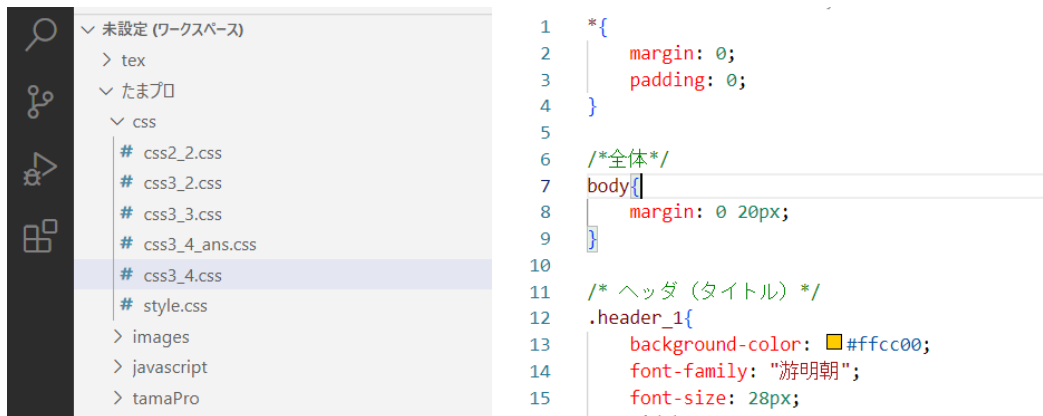 未設定 (ワークスペース)
tex
たまプロ
css
# css2_2.css
# css3_2.css
# css3_3.css
# css3_4_ans.css
# css3_4.css
# style.css
images
javascript
tamaPro
1 *{
2 margin: 0;
3 padding: 0;
4 }
5
6 /*全体*/
7 body{
8 margin: 0 20px;
9 }
10
11 /* ヘッダ（タイトル）*/
12 .header_1{
13 background-color: #ffcc00;
14 font-family: "游明朝";
15 font-size: 28px;